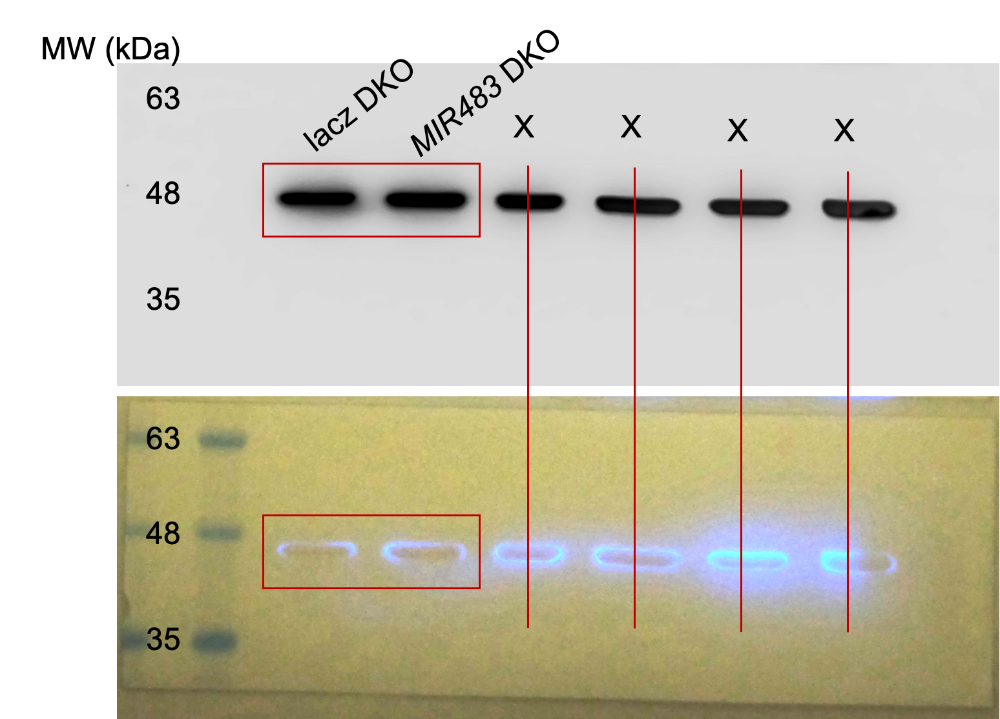 MW (kDa)
lacz DKO
MIR483 DKO
x x x x
63
48
35
63
48
35